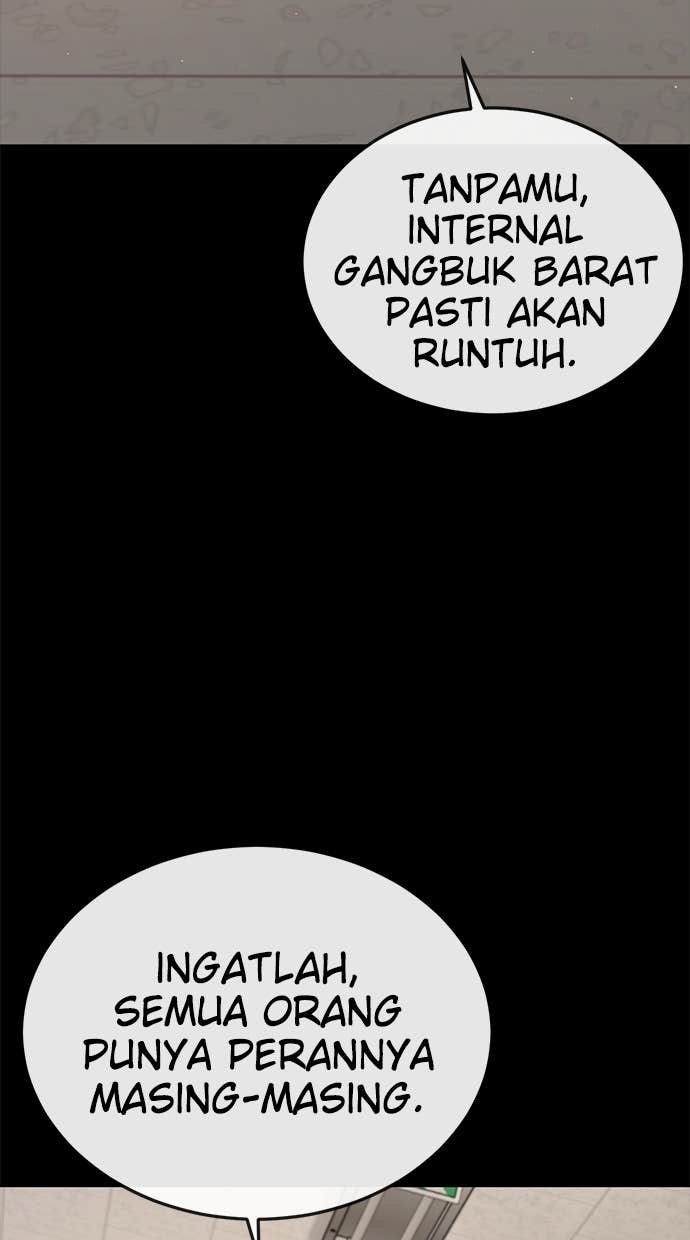 TANPAMU,
INTERNAL
GANGBUK BARAT
PASTI AKAN
RUNTUH.
INGATLAH,
SEMUA ORANG
PUNYA PERANNYA
MASING-MASING.